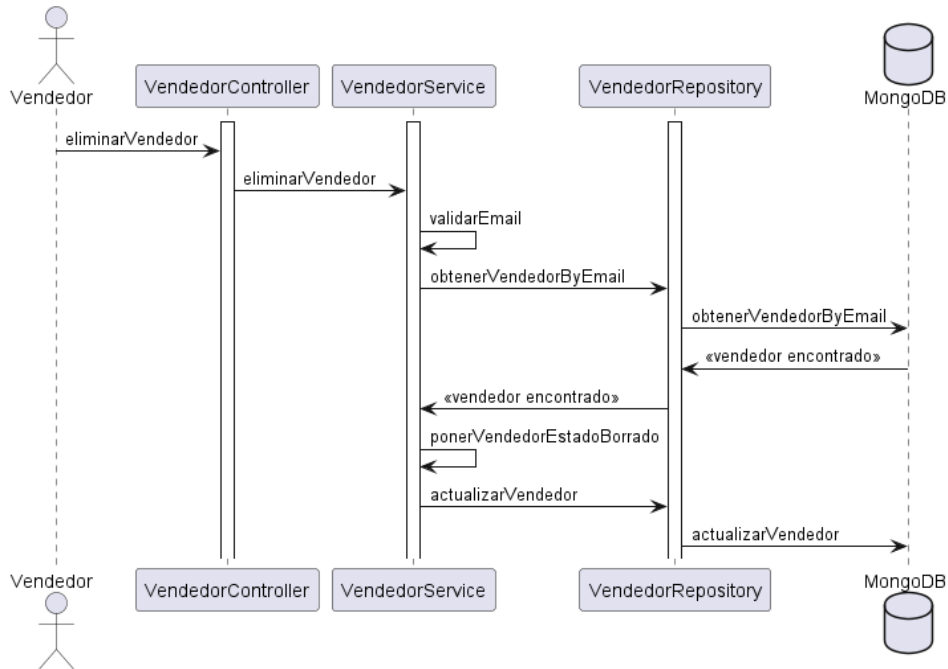 Vendedor
VendedorController
VendedorService
VendedorRepository
MongoDB
eliminarVendedor
eliminarVendedor
validarEmail
obtenerVendedorByEmail
obtenerVendedorByEmail
«vendedor encontrado»
«vendedor encontrado»
ponerVendedorEstadoBorrado
actualizarVendedor
actualizarVendedor
Vendedor
VendedorController
VendedorService
VendedorRepository
MongoDB